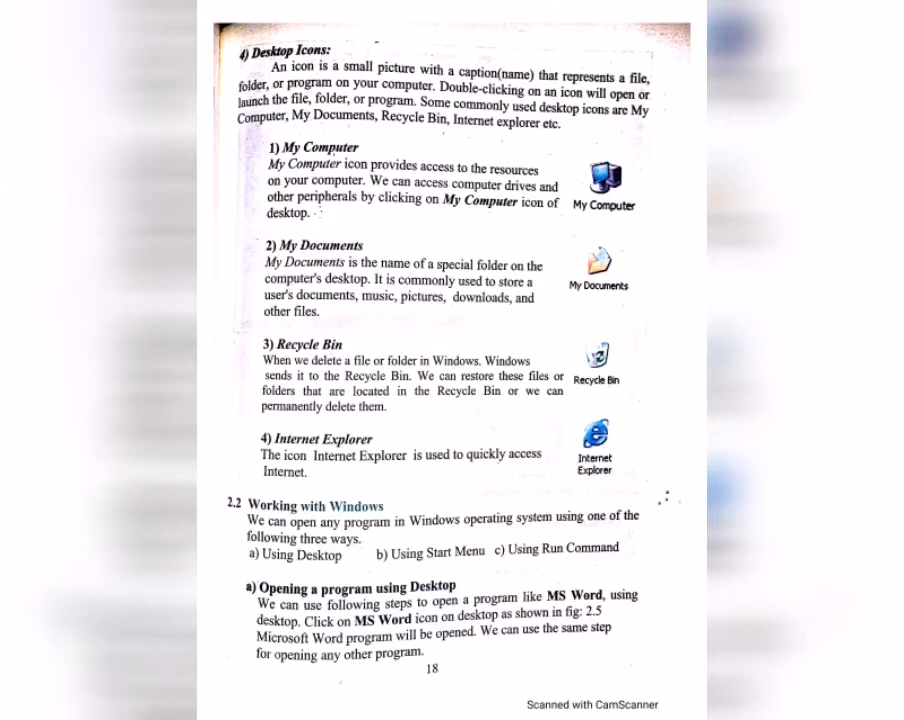 4) Desktop Icons:
An icon is a small picture with a caption(name) that represents a file,
folder, or program on your computer. Double-clicking on an icon will open or
launch the file, folder, or program. Some commonly used desktop icons are My
Computer, My Documents, Recycle Bin, Internet explorer etc.
1) My Computer
My Computer icon provides access to the resources
on your computer. We can access computer drives and
other peripherals by clicking on My Computer icon of
desktop.
My Computer
2) My Documents
My Documents is the name of a special folder on the
computer's desktop. It is commonly used to store a
user's documents, music, pictures, downloads, and
other files.
My Documents
3) Recycle Bin
When we delete a file or folder in Windows. Windows
sends it to the Recycle Bin. We can restore these files or
folders that are located in the Recycle Bin or we can
permanently delete them.
Recycle Bin
4) Internet Explorer
The icon Internet Explorer is used to quickly access
Internet.
Internet
Explorer
2.2 Working with Windows
We can open any program in Windows operating system using one of the
following three ways.
a) Using Desktop b) Using Start Menu c) Using Run Command
a) Opening a program using Desktop
We can use following steps to open a program like MS Word, using
desktop. Click on MS Word icon on desktop as shown in fig: 2.5
Microsoft Word program will be opened. We can use the same step
for opening any other program.
18
Scanned with CamScanner